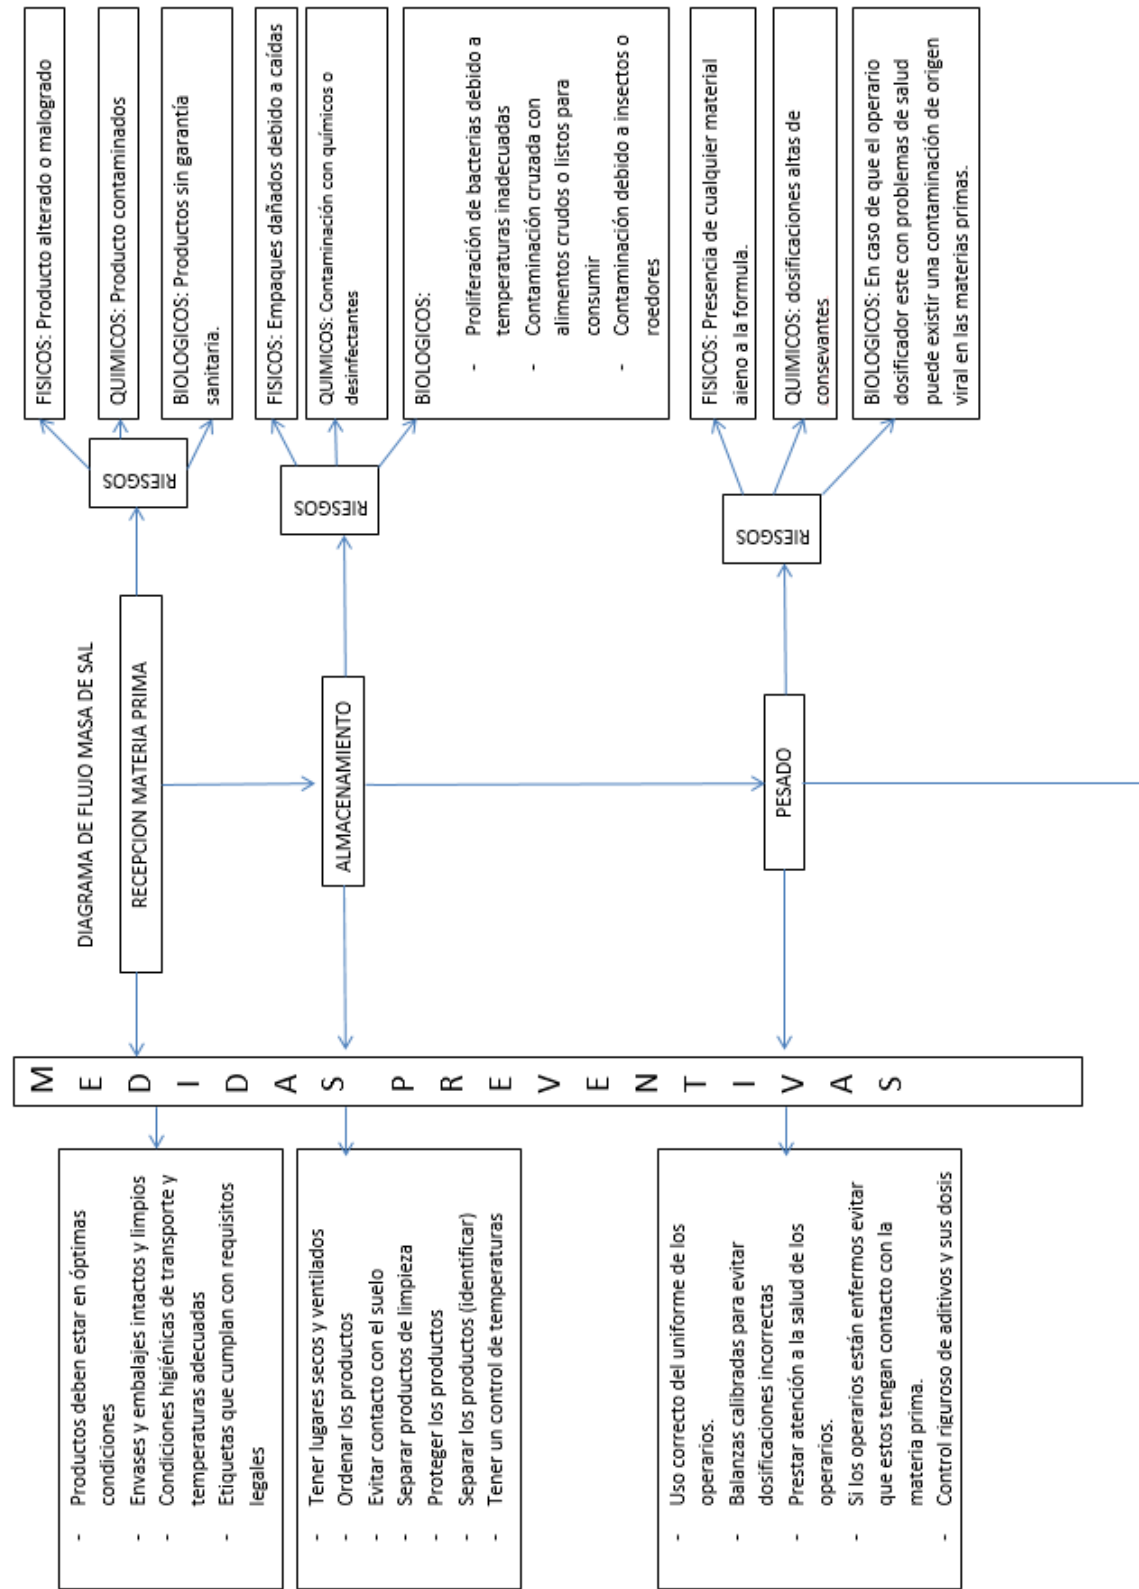 DIAGRAMA DE FLUJO MASA DE SAL
- Productos deben estar en óptimas
condiciones
- Envases y embalajes intactos y limpios
- Condiciones higiénicas de transporte y
temperaturas adecuadas
- Etiquetas que cumplan con requisitos
legales
MEDIDAS PREVENTIVAS
RECEPCION MATERIA PRIMA
RIESGOS
FISICOS: Producto alterado o malogrado
QUIMICOS: Producto contaminados
BIOLOGICOS: Productos sin garantía
sanitaria.
- Tener lugares secos y ventilados
- Ordenar los productos
- Evitar contacto con el suelo
- Separar productos de limpieza
- Proteger los productos
- Separar los productos (identificar)
- Tener un control de temperaturas
ALMACENAMIENTO
RIESGOS
FISICOS: Empaques dañados debido a caídas
QUIMICOS: Contaminación con químicos o
desinfectantes
BIOLOGICOS:
- Proliferación de bacterias debido a
temperaturas inadecuadas
- Contaminación cruzada con
alimentos crudos o listos para
consumir
- Contaminación debido a insectos o
roedores
- Uso correcto del uniforme de los
operarios.
- Balanzas calibradas para evitar
dosificaciones incorrectas
- Prestar atención a la salud de los
operarios.
- Si los operarios están enfermos evitar
que estos tengan contacto con la
materia prima.
- Control riguroso de aditivos y sus dosis
PESADO
RIESGOS
FISICOS: Presencia de cualquier material
ajeno a la formula.
QUIMICOS: dosificaciones altas de
consevantes
BIOLOGICOS: En caso de que el operario
dosificador este con problemas de salud
puede existir una contaminación de origen
viral en las materias primas.